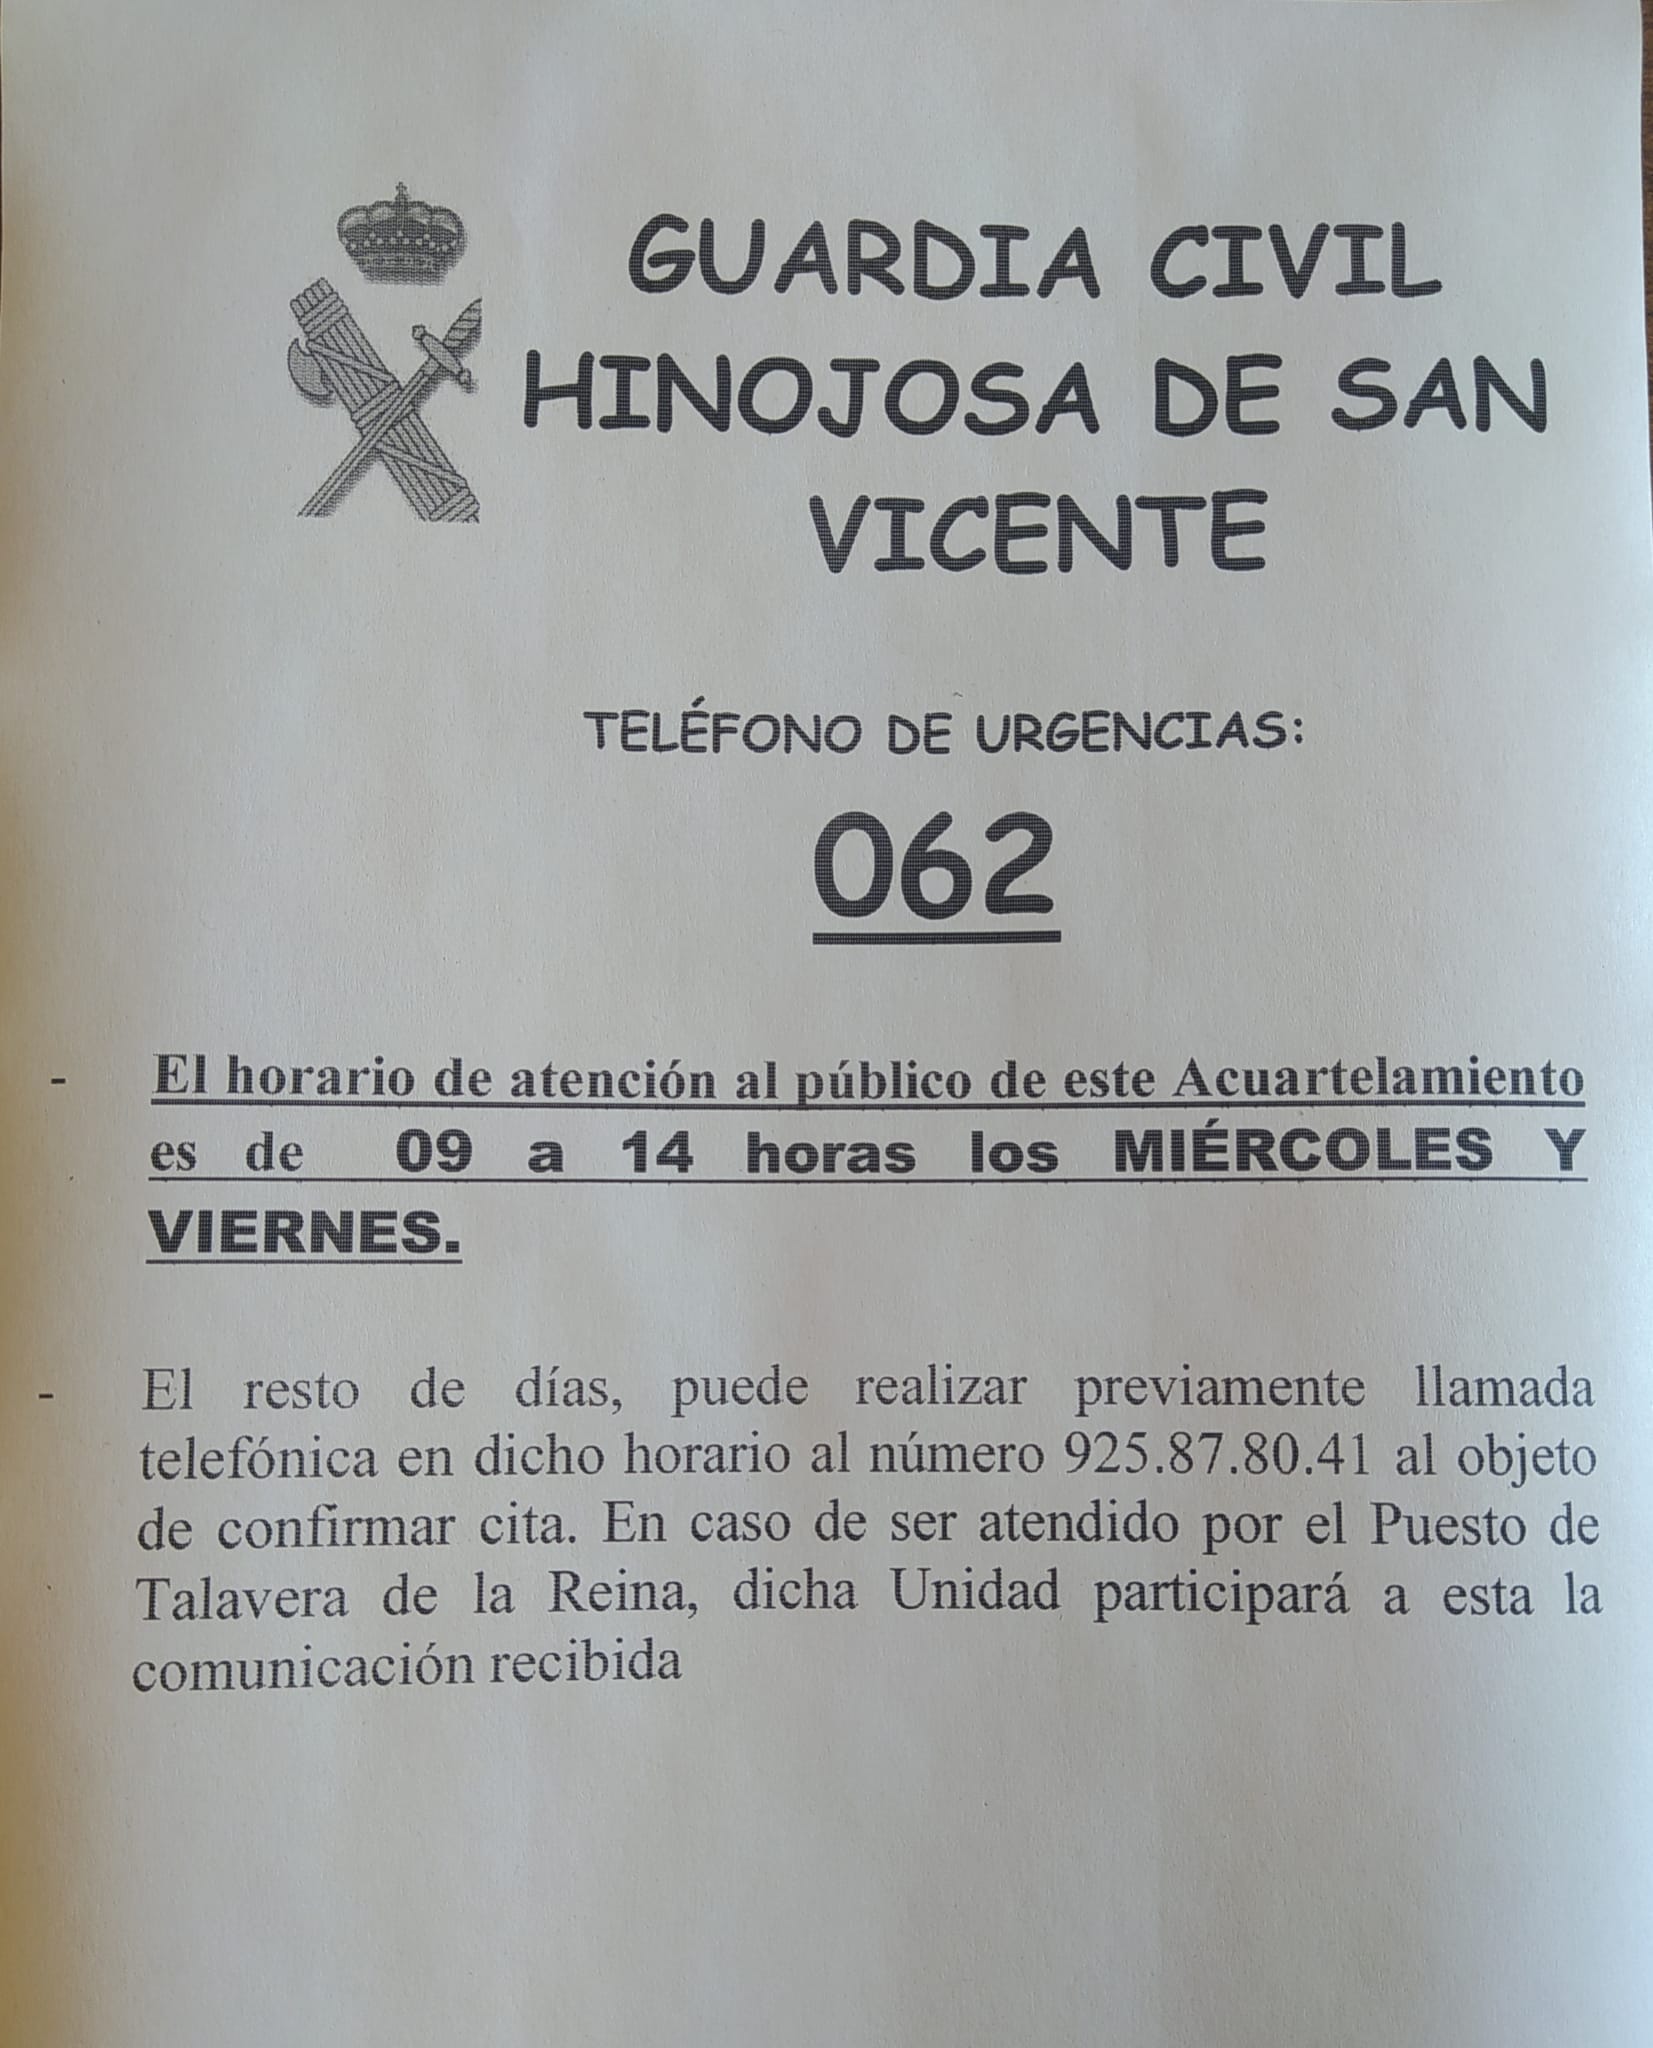 GUARDIA CIVIL
HINOJOSA DE SAN
VICENTE
TELÉFONO DE URGENCIAS:
062
- El horario de atención al público de este Acuartelamiento
es de 09 a 14 horas los MIÉRCOLES Y
VIERNES.
- El resto de días, puede realizar previamente llamada
telefónica en dicho horario al número 925.87.80.41 al objeto
de confirmar cita. En caso de ser atendido por el Puesto de
Talavera de la Reina, dicha Unidad participará a esta la
comunicación recibida